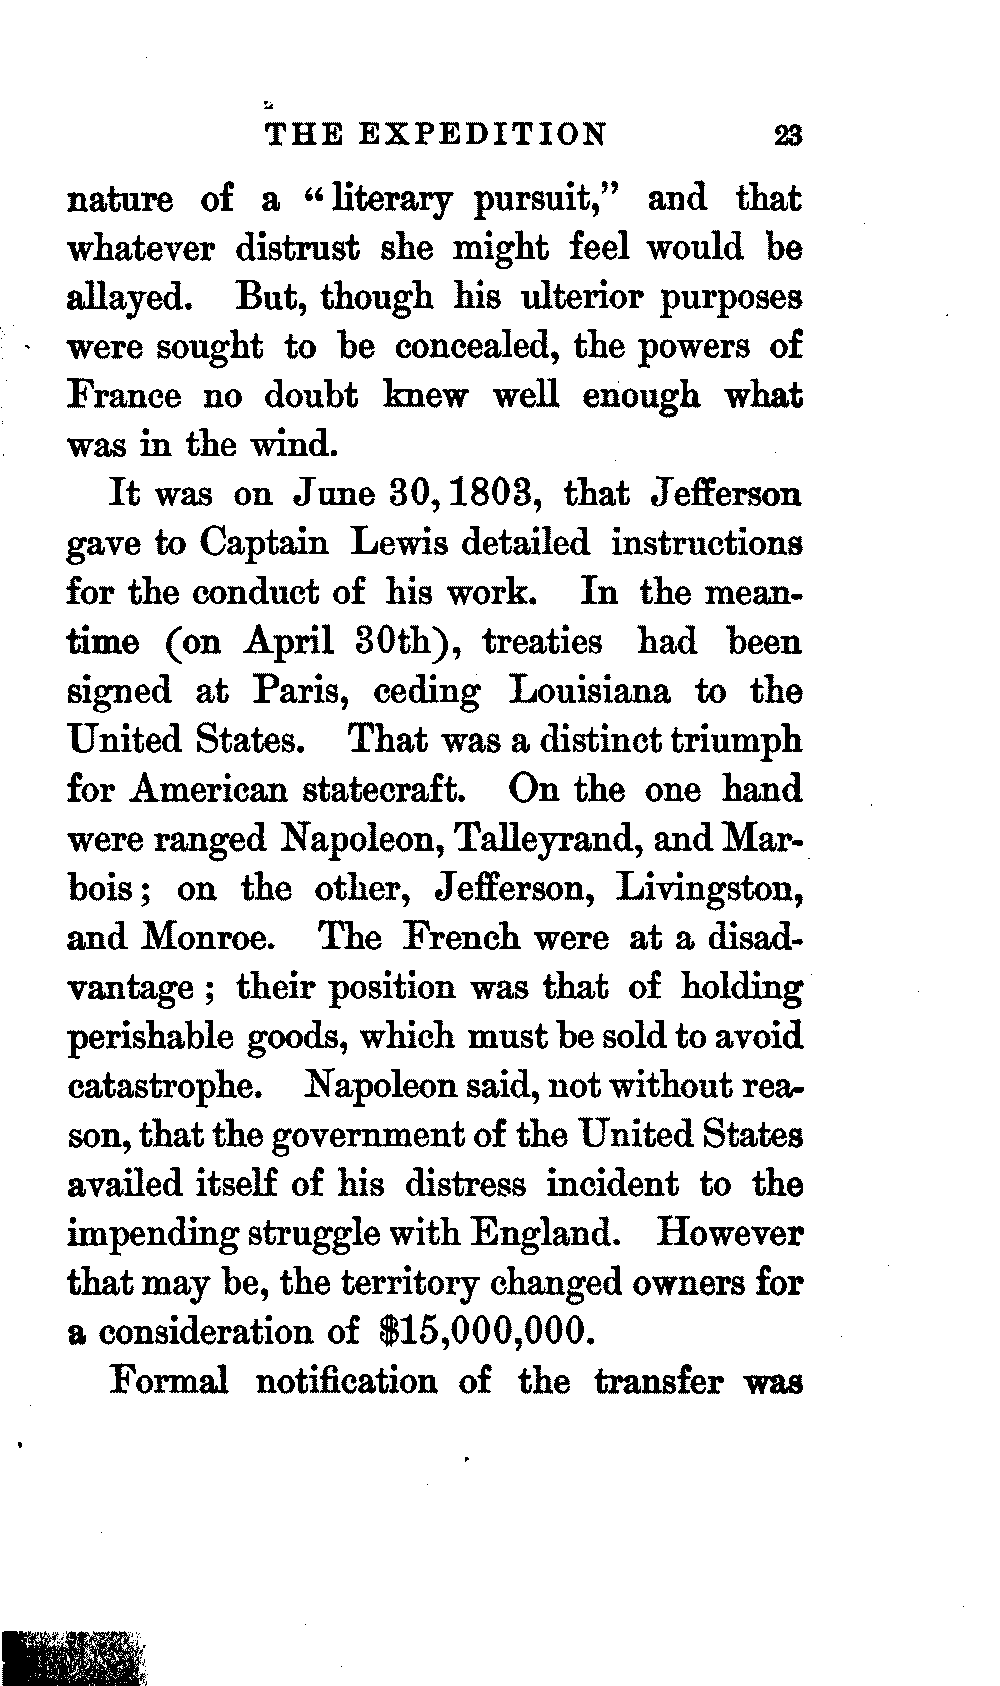 THE EXPEDITION 23
nature of a “literary pursuit,” and that
whatever distrust she might feel would be
allayed. But, though his ulterior purposes
were sought to be concealed, the powers of
France no doubt knew well enough what
was in the wind.
It was on June 30, 1803, that Jefferson
gave to Captain Lewis detailed instructions
for the conduct of his work. In the mean-
time (on April 30th), treaties had been
signed at Paris, ceding Louisiana to the
United States. That was a distinct triumph
for American statecraft. On the one hand
were ranged Napoleon, Talleyrand, and Mar-
bois; on the other, Jefferson, Livingston,
and Monroe. The French were at a disad-
vantage; their position was that of holding
perishable goods, which must be sold to avoid
catastrophe. Napoleon said, not without rea-
son, that the government of the United States
availed itself of his distress incident to the
impending struggle with England. However
that may be, the territory changed owners for
a consideration of $15,000,000.
Formal notification of the transfer was